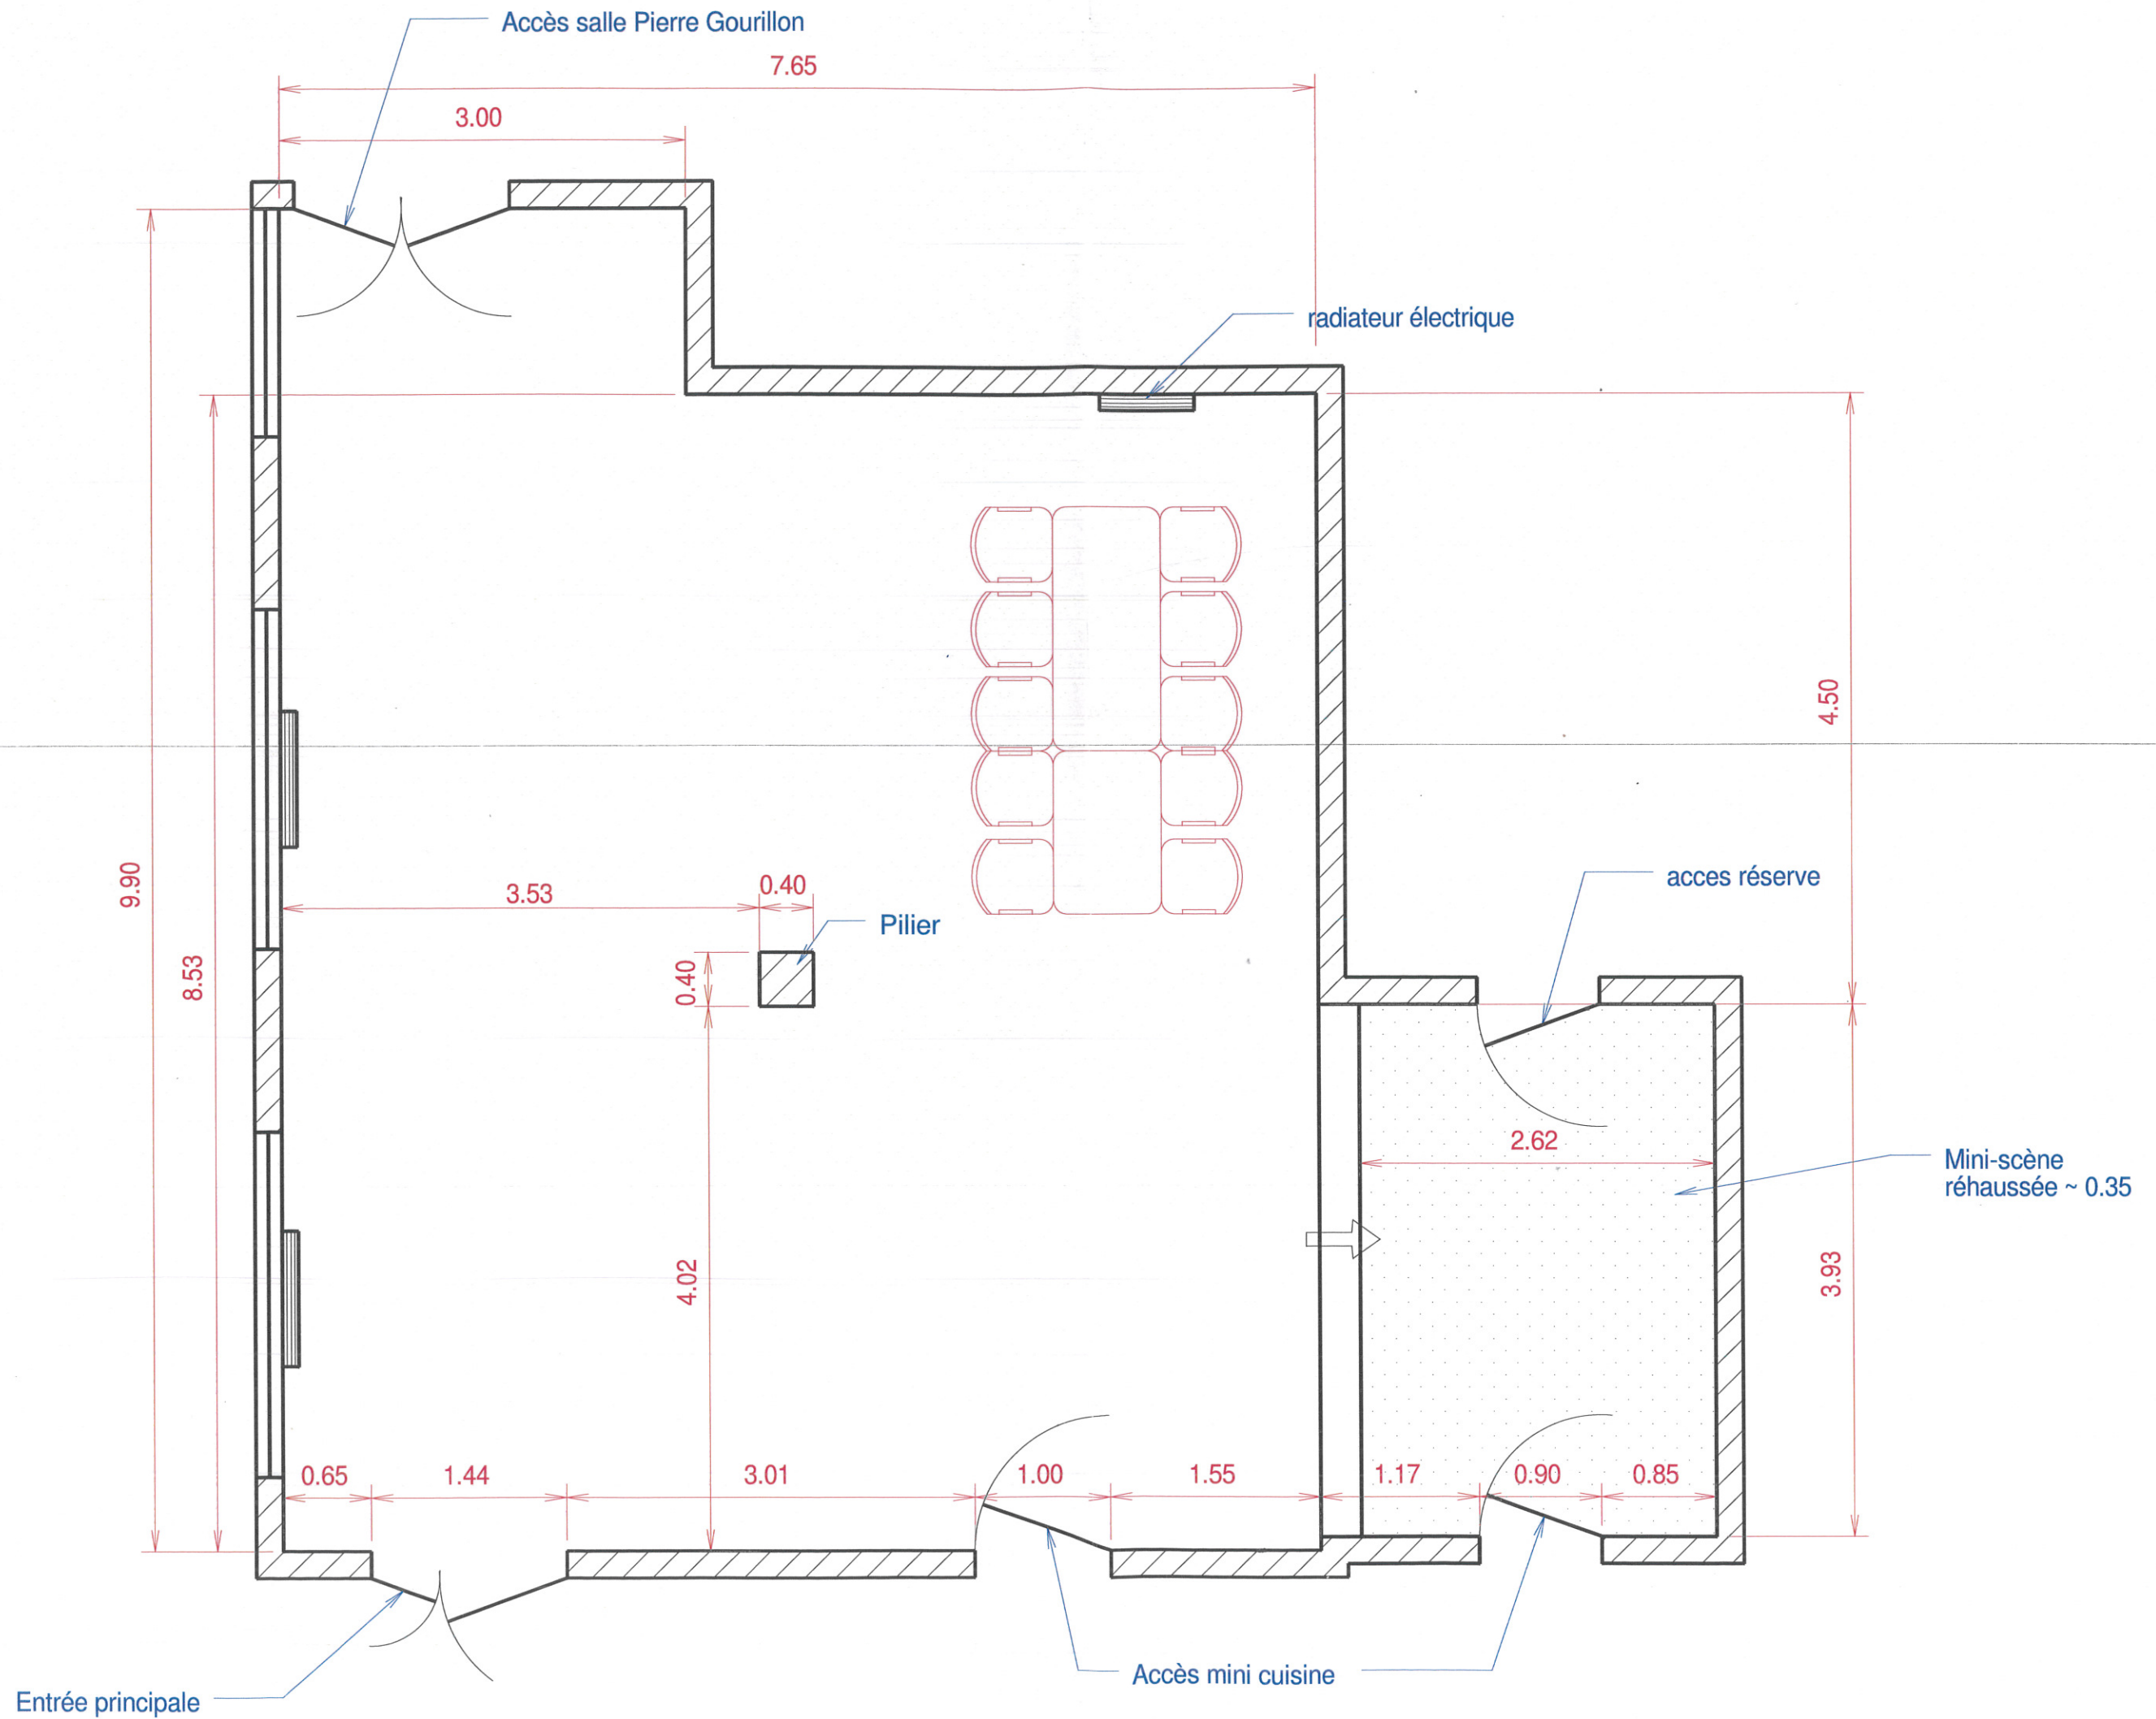 Accès salle Pierre Gourillon
7.65
3.00
radiateur électrique
4.50
9.90
8.53
3.53
0.40
Pilier
0.40
acces réserve
2.62
Mini-scène
réhaussée ~ 0.35
4.02
3.93
0.65
1.44
3.01
1.00
1.55
1.17
0.90
0.85
Accès mini cuisine
Entrée principale